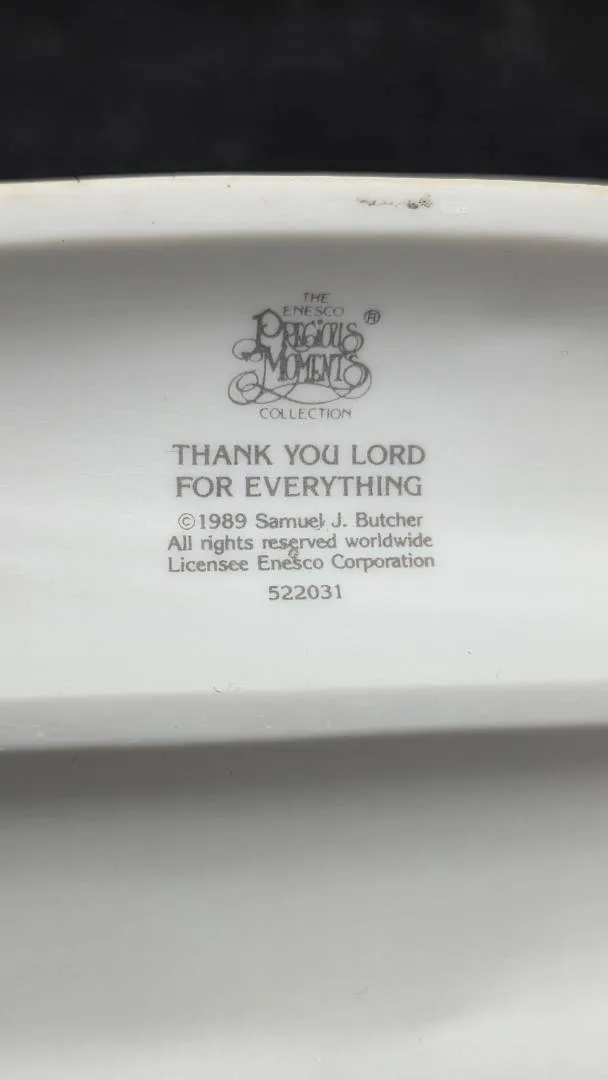 THE
ENESCO
PRECIOUS ®
MOMENTS
COLLECTION
THANK YOU LORD
FOR EVERYTHING
©1989 Samuel J. Butcher
All rights reserved worldwide
Licensee Enesco Corporation
522031